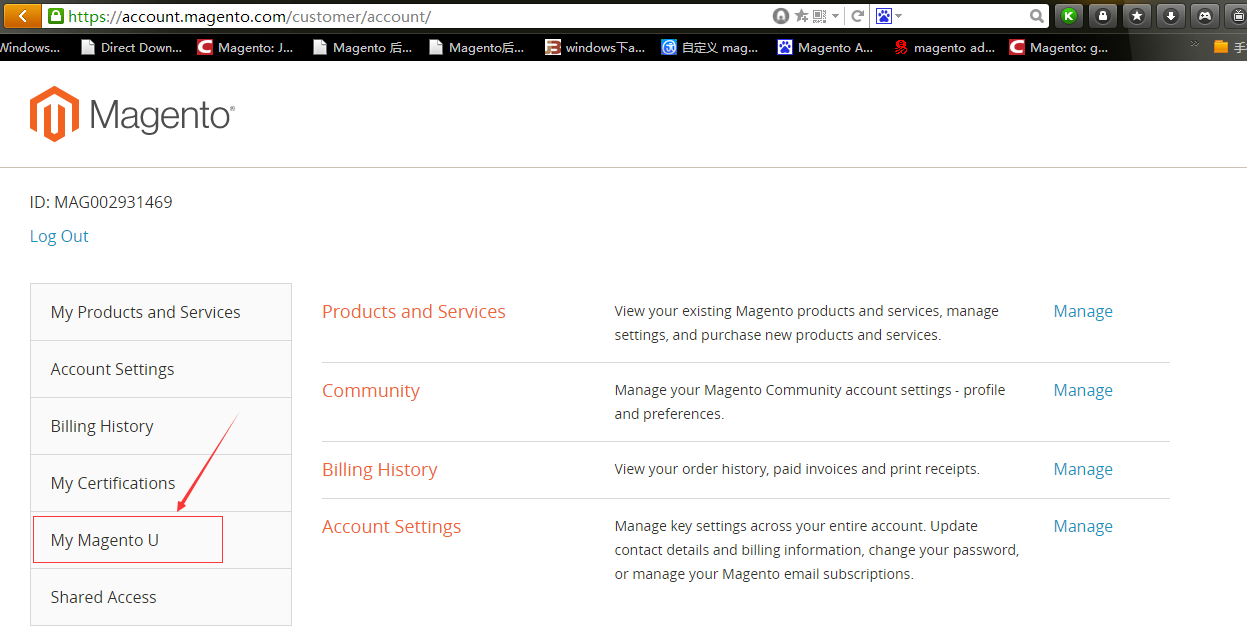 https://account.magento.com/customer/account/
Windows... Direct Down... Magento: J... Magento 后... Magento后... windows下a... 自定义 mag... Magento A... magento ad... Magento: g...
Magento®
ID: MAG002931469
Log Out
My Products and Services
Account Settings
Billing History
My Certifications
My Magento U
Shared Access
Products and Services
View your existing Magento products and services, manage
settings, and purchase new products and services.
Manage
Community
Manage your Magento Community account settings - profile
and preferences.
Manage
Billing History
View your order history, paid invoices and print receipts.
Manage
Account Settings
Manage key settings across your entire account. Update
contact details and billing information, change your password,
or manage your Magento email subscriptions.
Manage